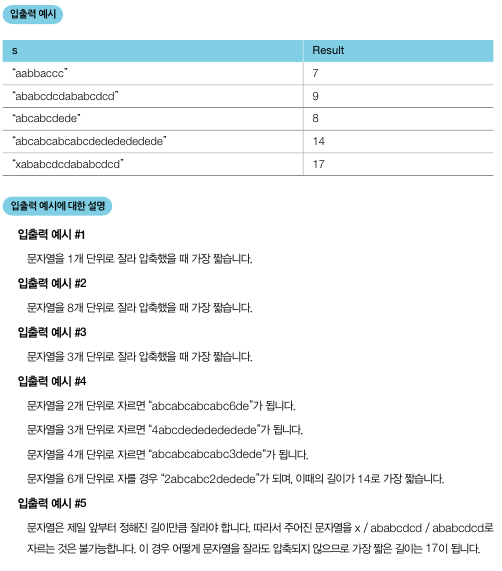 입출력 예시
s Result
"aabbaccc" 7
"ababcdcdababcdcd" 9
"abcabcdede" 8
"abcabcabcabcdededededede" 14
"xababcdcdababcdcd" 17
입출력 예시에 대한 설명
입출력 예시 #1
문자열을 1개 단위로 잘라 압축했을 때 가장 짧습니다.
입출력 예시 #2
문자열을 8개 단위로 잘라 압축했을 때 가장 짧습니다.
입출력 예시 #3
문자열을 3개 단위로 잘라 압축했을 때 가장 짧습니다.
입출력 예시 #4
문자열을 2개 단위로 자르면 "abcabcabcabc6de"가 됩니다.
문자열을 3개 단위로 자르면 "4abcdededededede"가 됩니다.
문자열을 4개 단위로 자르면 "abcabcabcabc3dede"가 됩니다.
문자열을 6개 단위로 자를 경우 "2abcabc2dedede"가 되며, 이때의 길이가 14로 가장 짧습니다.
입출력 예시 #5
문자열은 제일 앞부터 정해진 길이만큼 잘라야 합니다. 따라서 주어진 문자열을 x / ababcdcd / ababcdcd로
자르는 것은 불가능합니다. 이 경우 어떻게 문자열을 잘라도 압축되지 않으므로 가장 짧은 길이는 17이 됩니다.